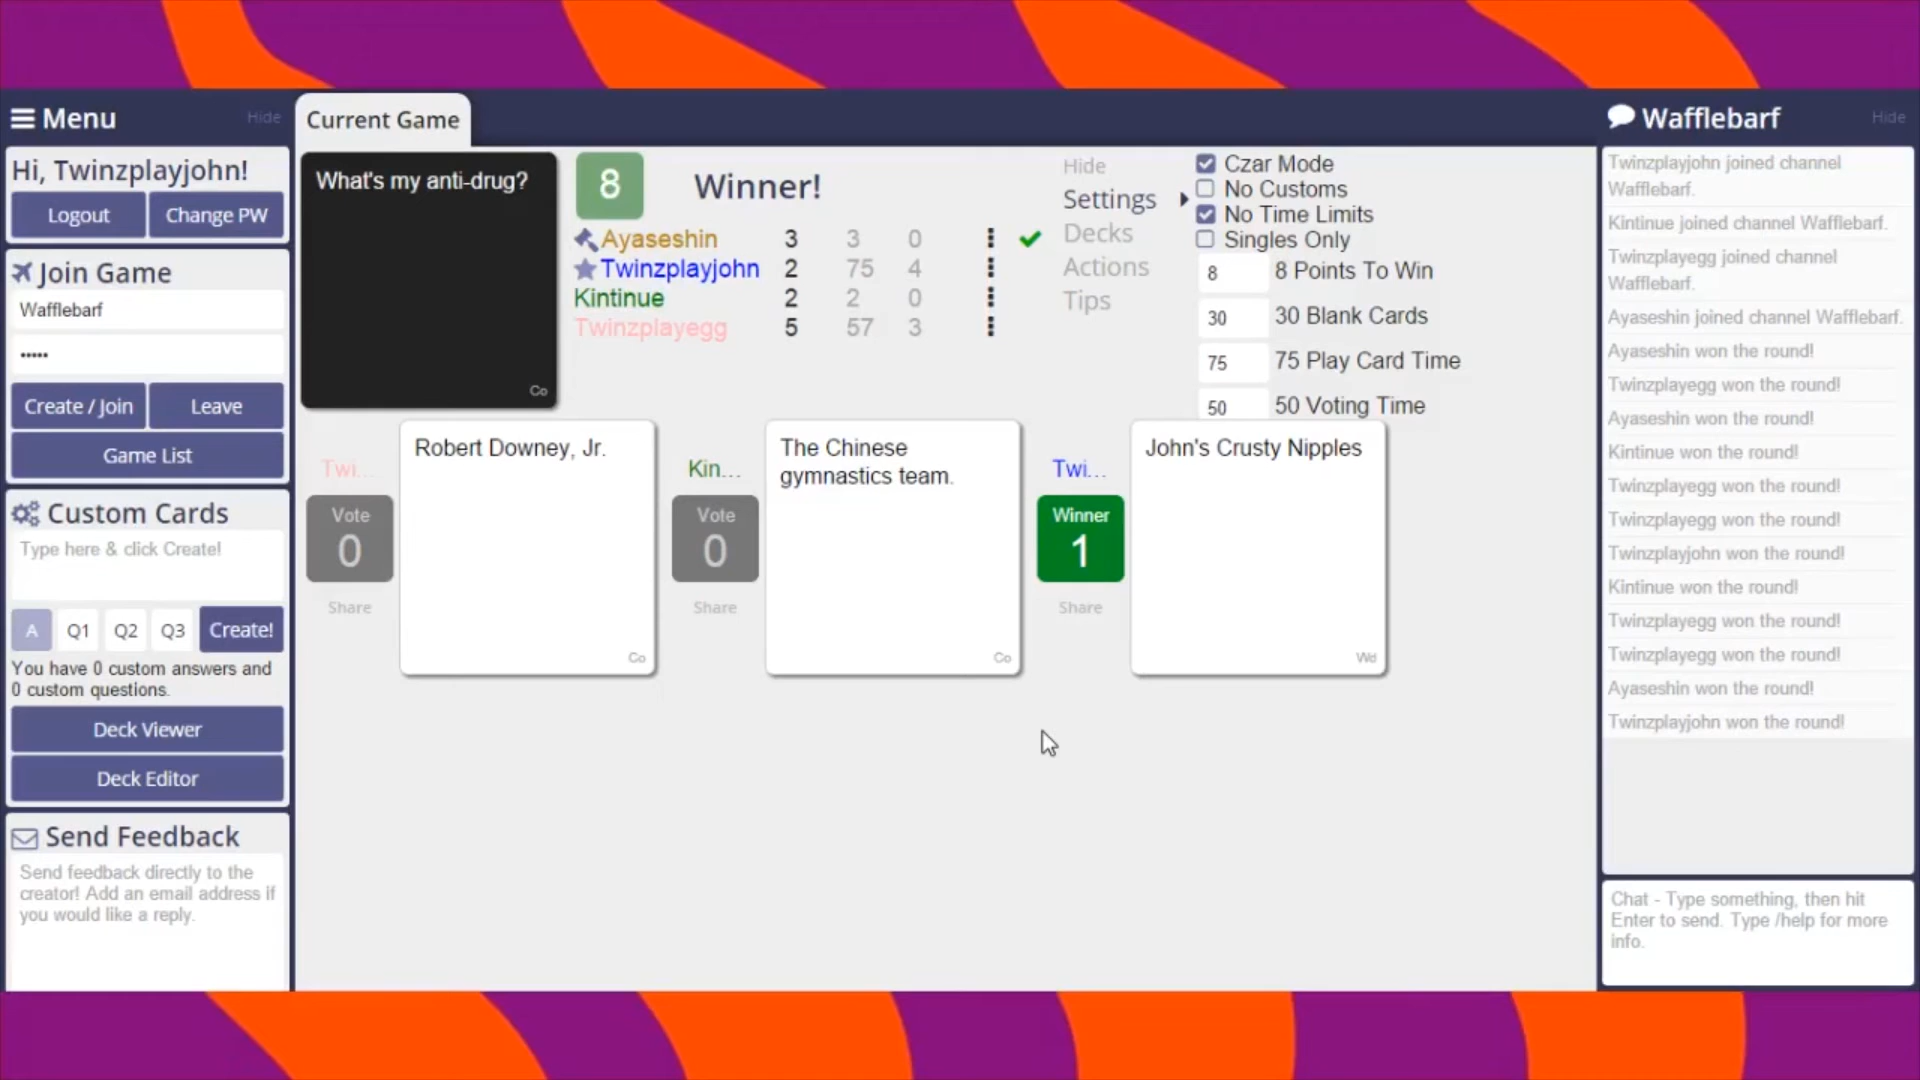 Menu
Hide
Hi, Twinzplayjohn!
Logout
Change PW
Join Game
Wafflebarf
•••••
Create / Join
Leave
Game List
Custom Cards
Type here & click Create!
A
Q1
Q2
Q3
Create!
You have 0 custom answers and
0 custom questions.
Deck Viewer
Deck Editor
Send Feedback
Send feedback directly to the
creator! Add an email address if
you would like a reply.
Current Game
What's my anti-drug?
Co
8
Winner!
Ayaseshin 3 3 0
Twinzplayjohn 2 75 4
Kintinue 2 2 0
Twinzplayegg 5 57 3
Hide
Settings
Decks
Actions
Tips
Czar Mode
No Customs
No Time Limits
Singles Only
8 8 Points To Win
30 30 Blank Cards
75 75 Play Card Time
50 50 Voting Time
Twi...
Vote
0
Share
Robert Downey, Jr.
Co
Kin...
Vote
0
Share
The Chinese
gymnastics team.
Co
Twi...
Winner
1
Share
John's Crusty Nipples
Wd
Wafflebarf
Hide
Twinzplayjohn joined channel
Wafflebarf.
Kintinue joined channel Wafflebarf.
Twinzplayegg joined channel
Wafflebarf.
Ayaseshin joined channel Wafflebarf.
Ayaseshin won the round!
Twinzplayegg won the round!
Ayaseshin won the round!
Kintinue won the round!
Twinzplayegg won the round!
Twinzplayegg won the round!
Twinzplayjohn won the round!
Kintinue won the round!
Twinzplayegg won the round!
Twinzplayegg won the round!
Ayaseshin won the round!
Twinzplayjohn won the round!
Chat - Type something, then hit
Enter to send. Type /help for more
info.